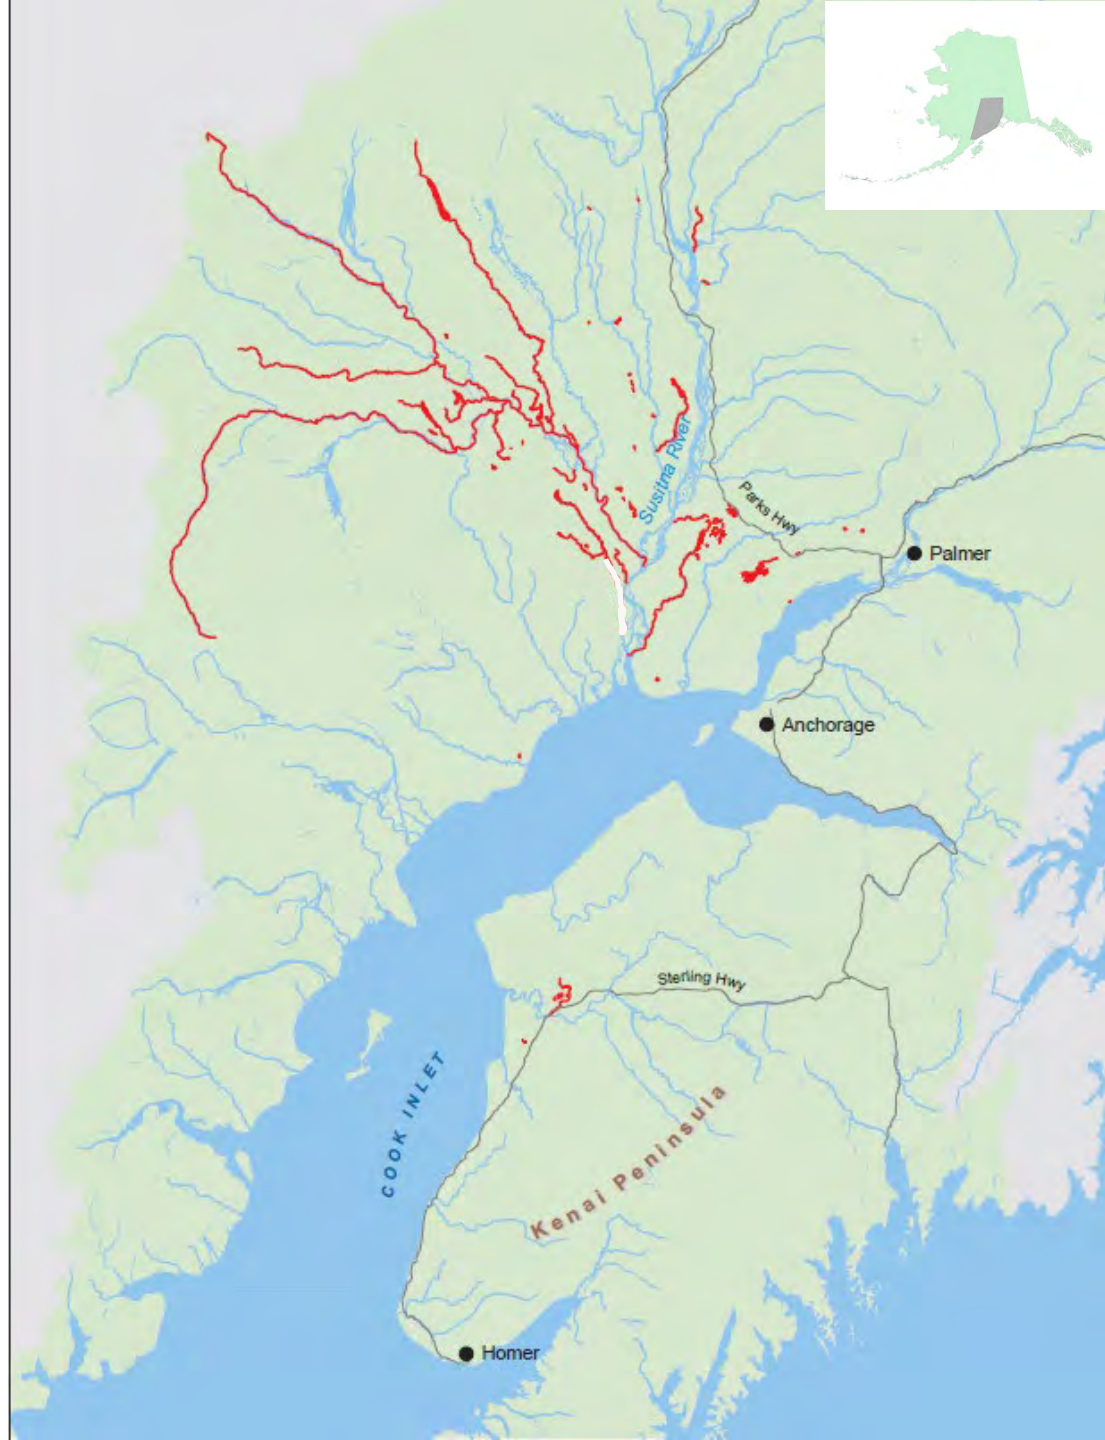 Susitna River
Parks Hwy
Palmer
Anchorage
Sterling Hwy
COOK INLET
Kenai Peninsula
Homer